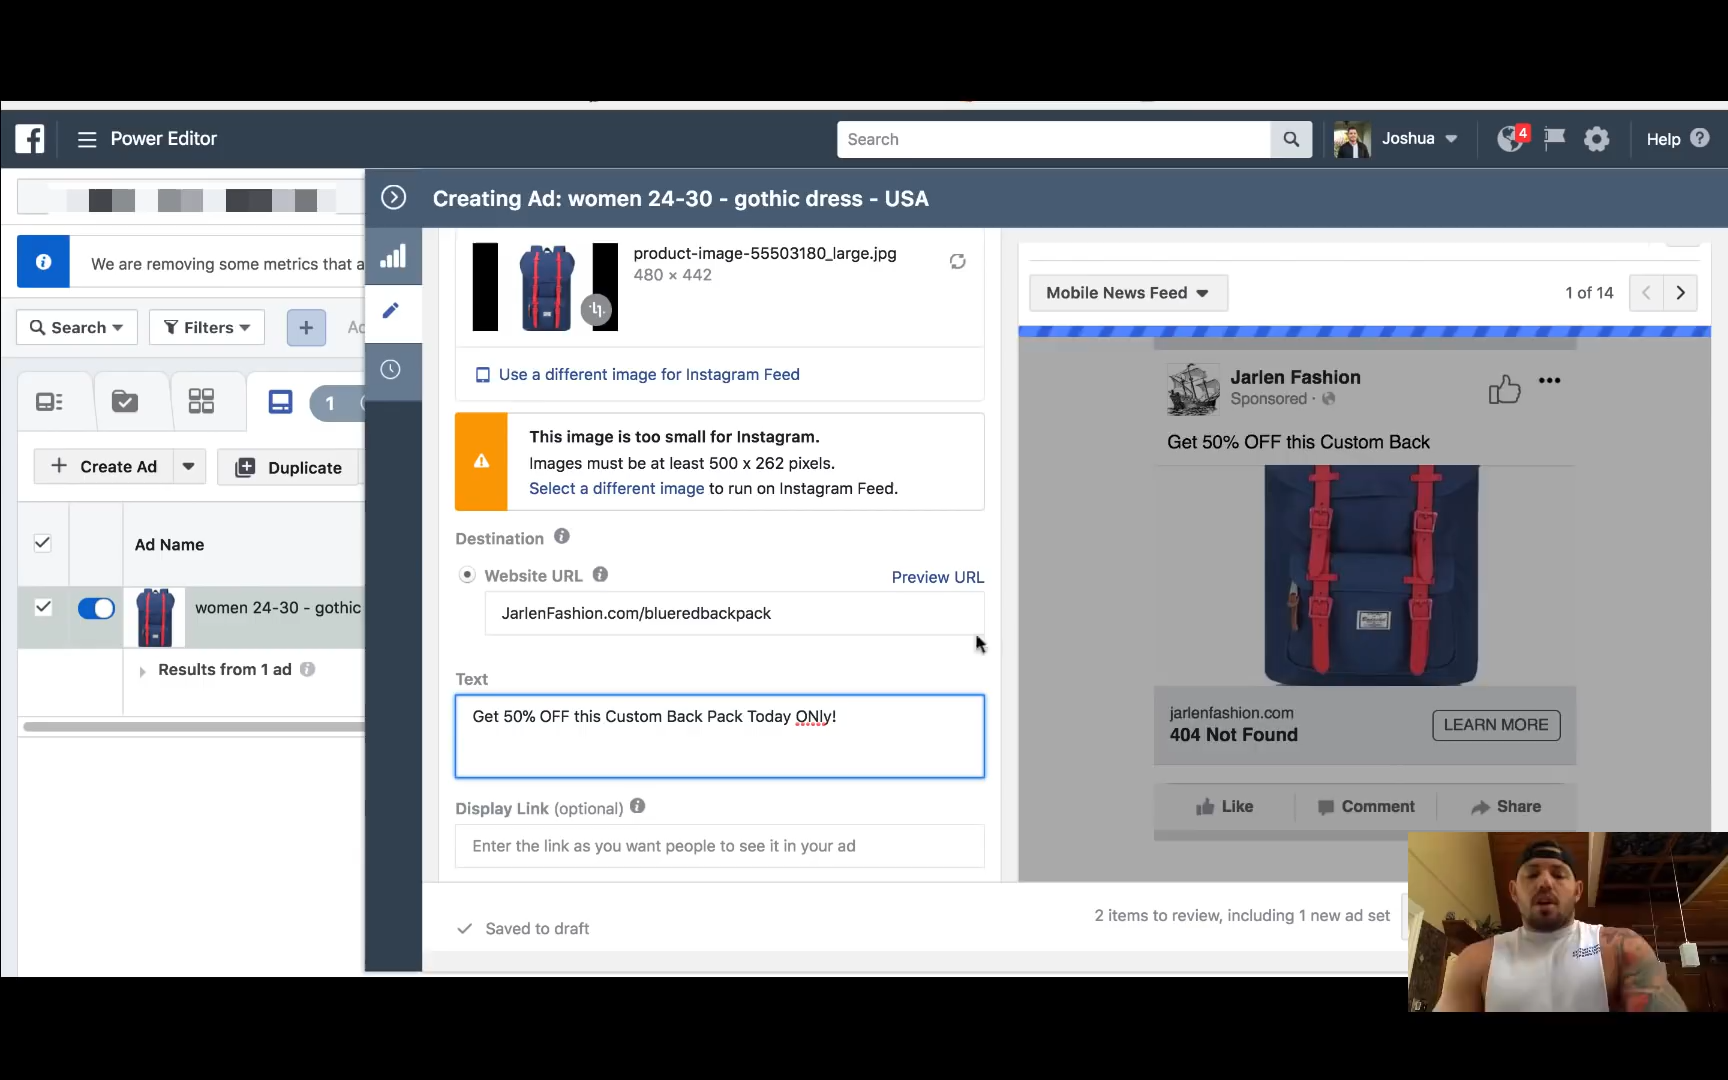 Power Editor
Search
Joshua
4
Help
Creating Ad: women 24-30 - gothic dress - USA
We are removing some metrics that a
Search
Filters
Ad
1
Create Ad
Duplicate
Ad Name
women 24-30 - gothic
Results from 1 ad
product-image-55503180_large.jpg
480 × 442
Use a different image for Instagram Feed
This image is too small for Instagram.
Images must be at least 500 x 262 pixels.
Select a different image to run on Instagram Feed.
Destination
Website URL
Preview URL
JarlenFashion.com/blueredbackpack
Text
Get 50% OFF this Custom Back Pack Today ONly!
Display Link (optional)
Enter the link as you want people to see it in your ad
Saved to draft
2 items to review, including 1 new ad set
Mobile News Feed
1 of 14
Jarlen Fashion
Sponsored ·
Get 50% OFF this Custom Back
jarlenfashion.com
404 Not Found
LEARN MORE
Like
Comment
Share